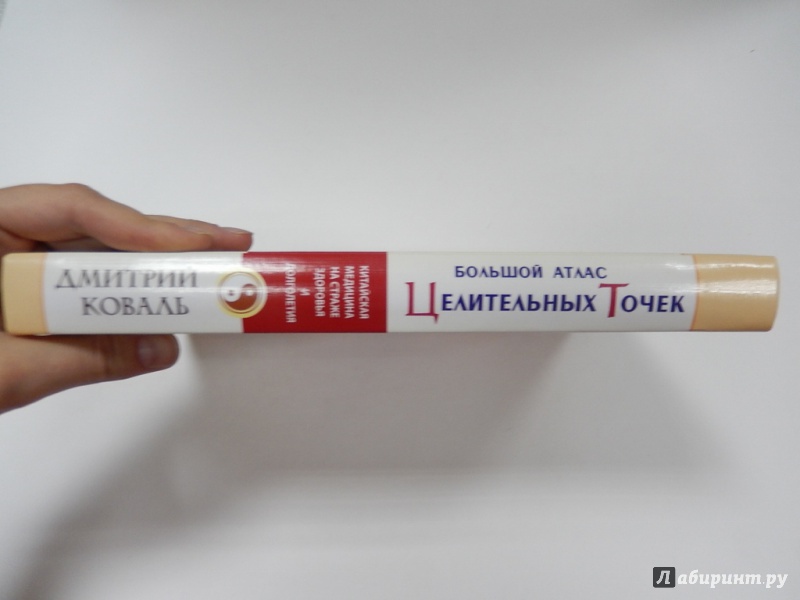 ДМИТРИЙ
КОВАЛЬ
КИТАЙСКАЯ
МЕДИЦИНА
НА СТРАЖЕ
ЗДОРОВЬЯ
И
ДОЛГОЛЕТИЯ
БОЛЬШОЙ АТЛАС
ЦЕЛИТЕЛЬНЫХ ТОЧЕК
Лабиринт.ру